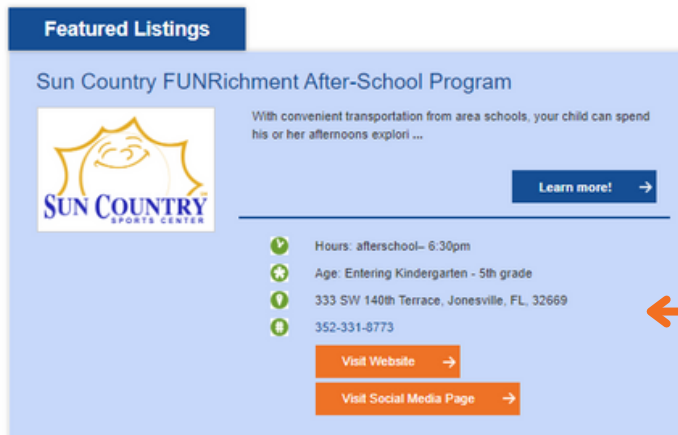 Featured Listings
Sun Country FUNRichment After-School Program
With convenient transportation from area schools, your child can spend
his or her afternoons explori ...
SUN COUNTRY
SPORTS CENTER
Learn more!
Hours: afterschool– 6:30pm
Age: Entering Kindergarten - 5th grade
333 SW 140th Terrace, Jonesville, FL, 32669
352-331-8773
Visit Website
Visit Social Media Page